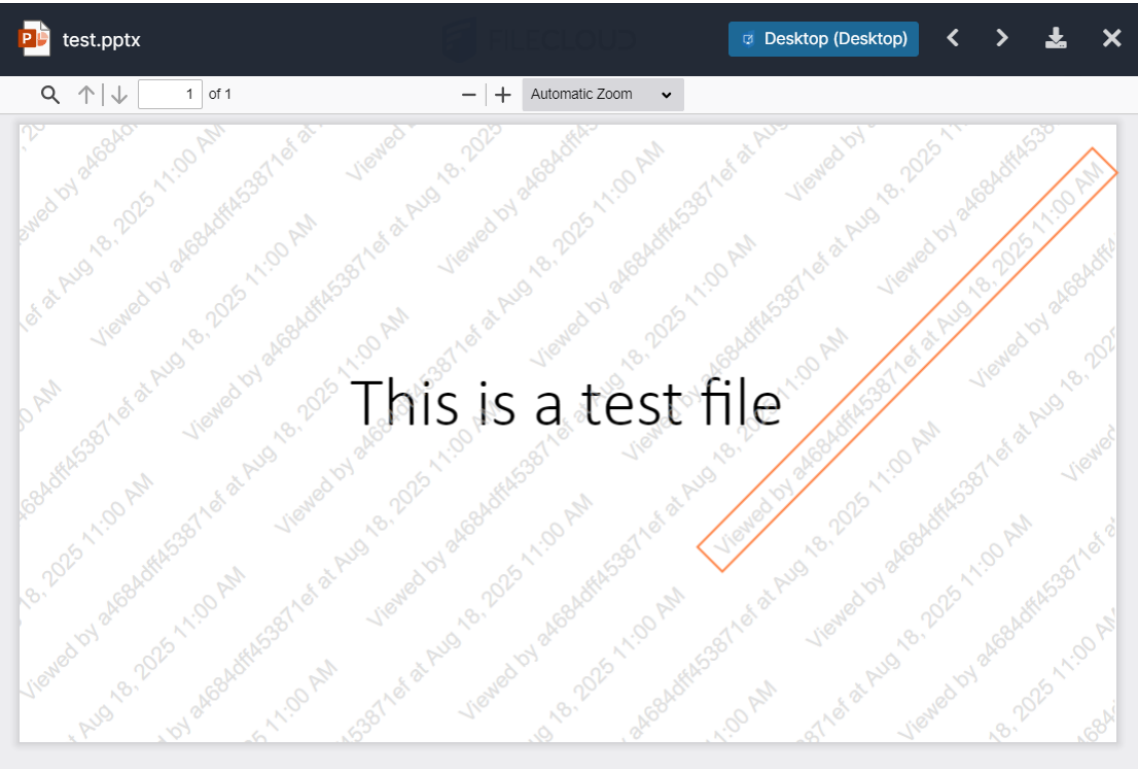 test.pptx
FILECLOUD
Desktop (Desktop)
1 of 1
Automatic Zoom
This is a test file
Viewed by a4684dff453871ef at Aug 18, 2025 11:00 AM